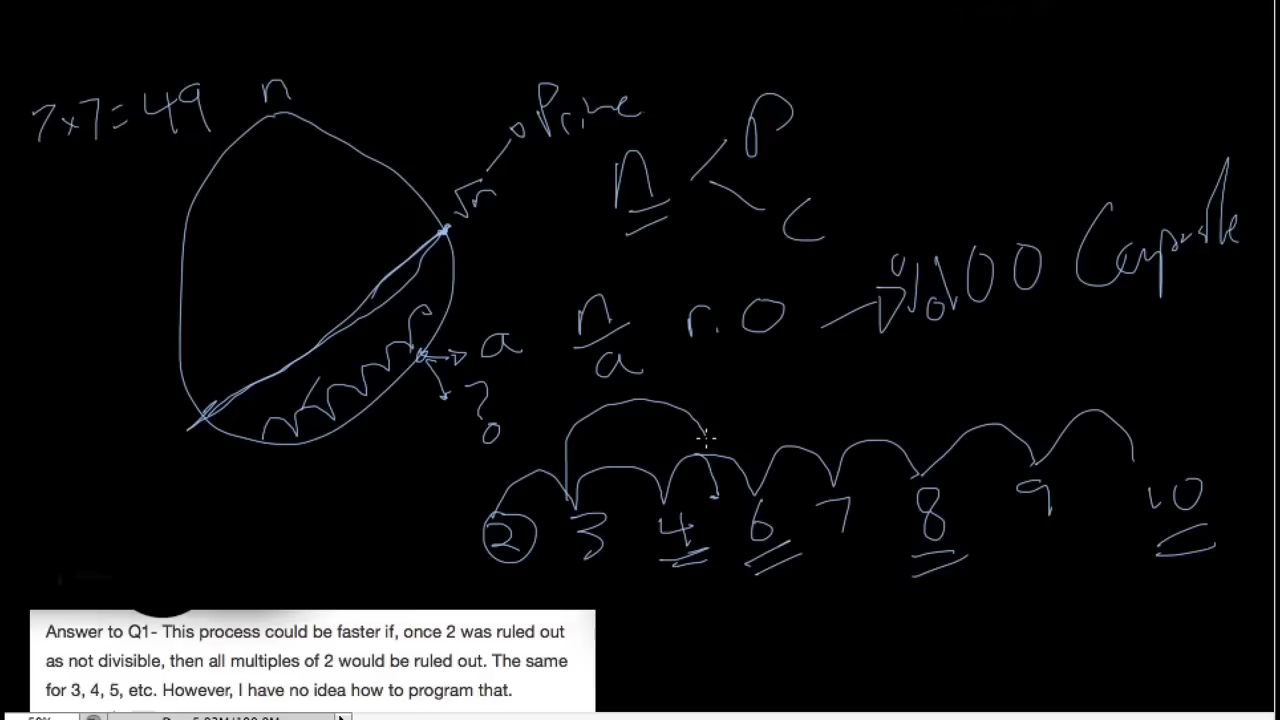 7x7=49
n
√n
Prime
n
P
C
a
?
n/a r.0
%100 Composite
2 3 4 6 7 8 9 10
Answer to Q1- This process could be faster if, once 2 was ruled out
as not divisible, then all multiples of 2 would be ruled out. The same
for 3, 4, 5, etc. However, I have no idea how to program that.
50%